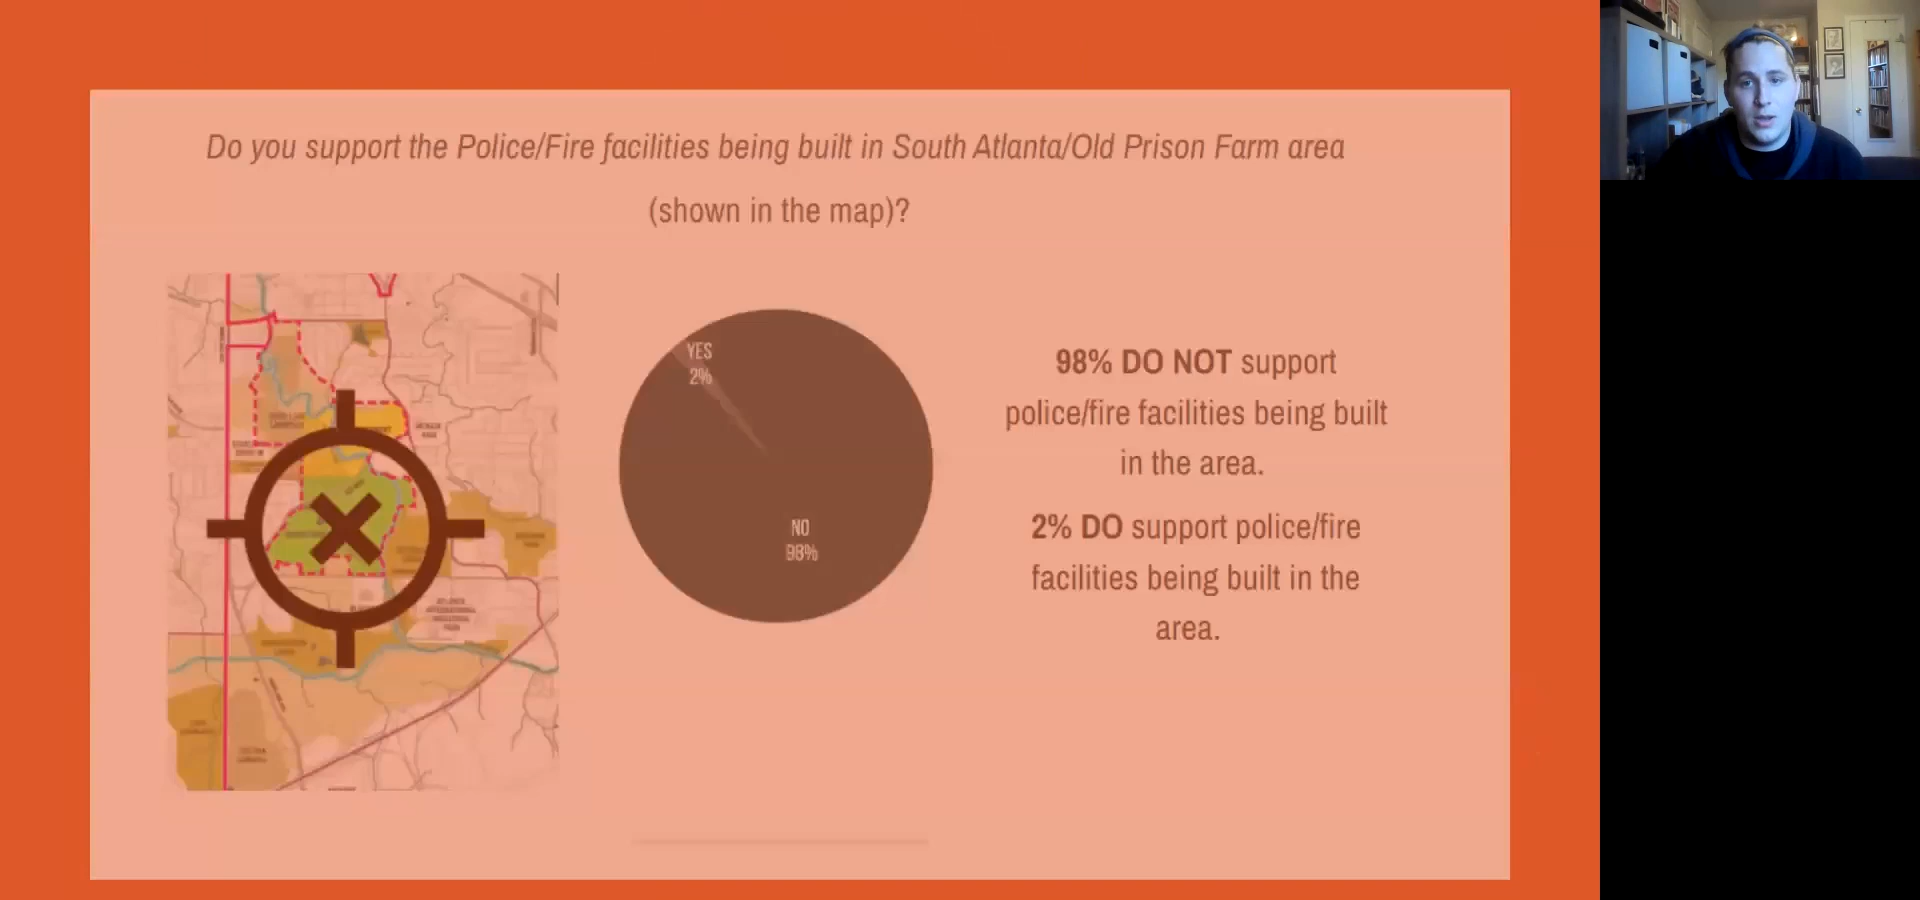 Do you support the Police/Fire facilities being built in South Atlanta/Old Prison Farm area
(shown in the map)?
YES
2%
NO
98%
98% DO NOT support
police/fire facilities being built
in the area.
2% DO support police/fire
facilities being built in the
area.